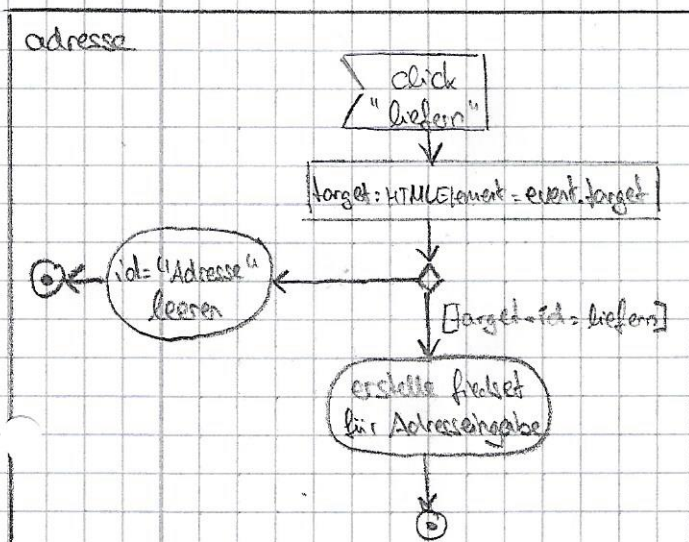 adresse
click
"liefern"
target: HTMLElement = event.target
id="Adresse"
leeren
[target.id = liefern]
erstelle fieldset
für Adresseingabe